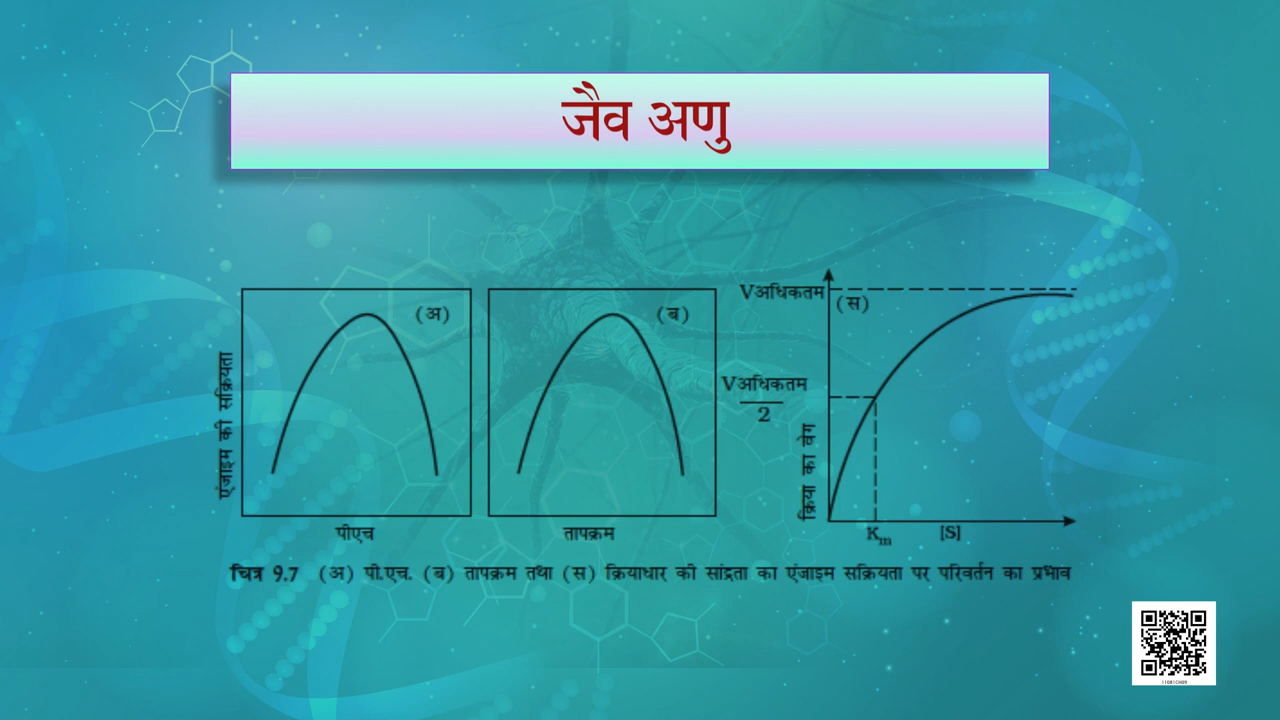 जैव अणु
एंजाइम की सक्रियता
(अ)
पीएच
(ब)
तापक्रम
Vअधिकतम
(स)
Vअधिकतम
2
क्रिया का वेग
Km
[S]
चित्र 9.7 (अ) पी.एच. (ब) तापक्रम तथा (स) क्रियाधार की सांद्रता का एंजाइम सक्रियता पर परिवर्तन का प्रभाव